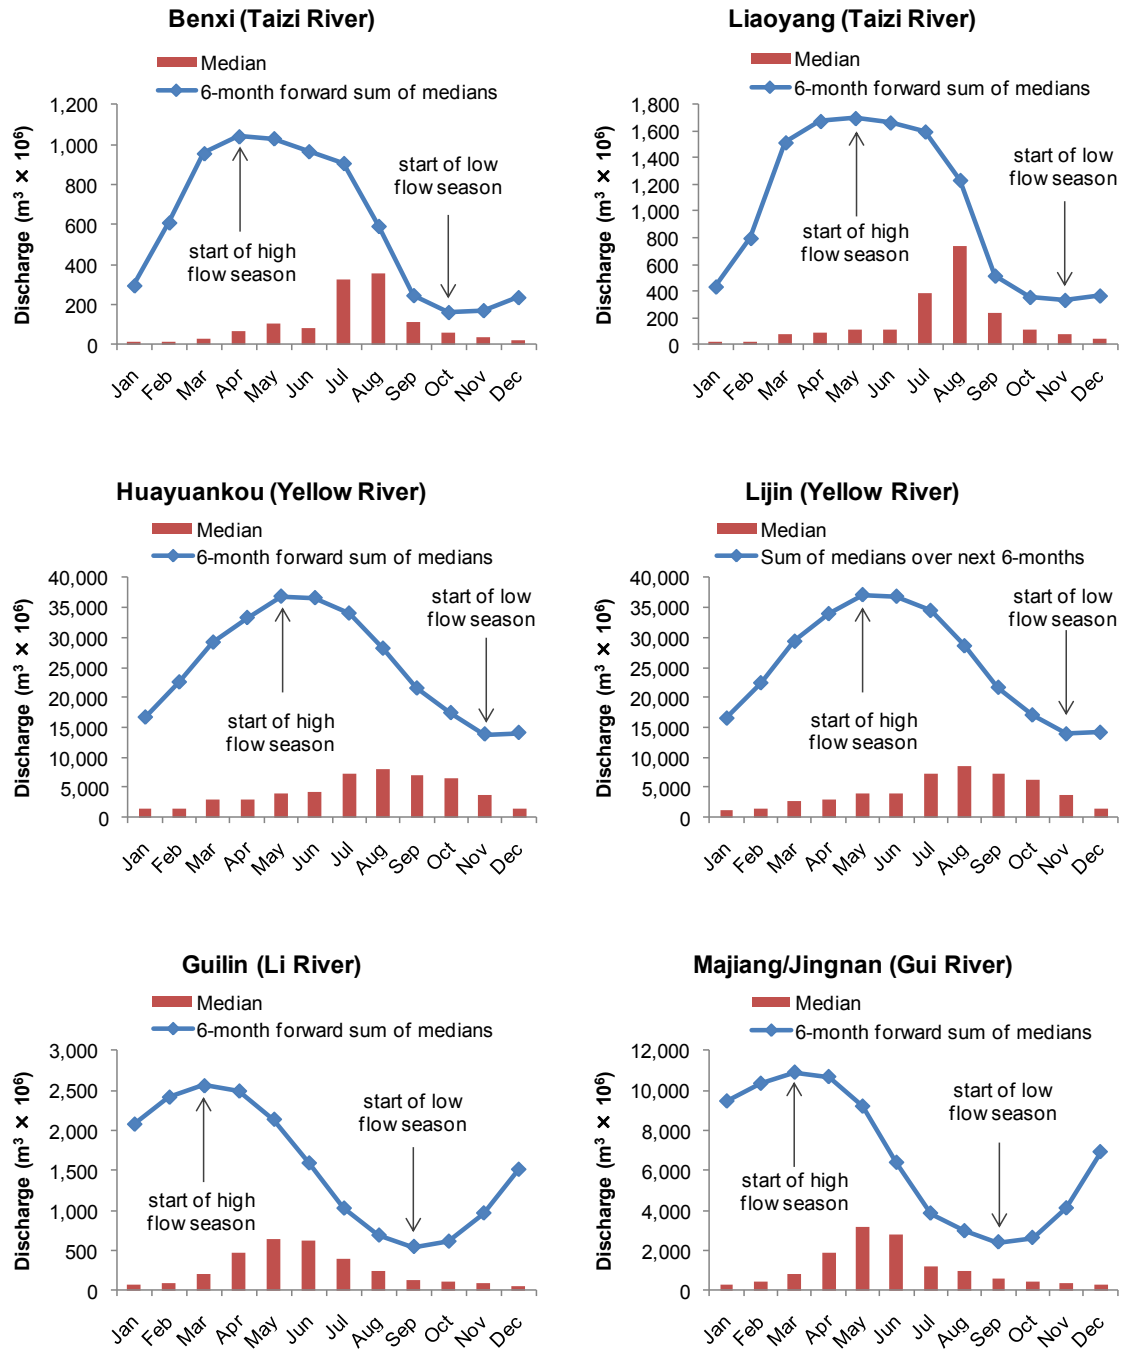 Benxi (Taizi River)
Median
6-month forward sum of medians
Discharge (m³ × 10⁶)
1,200
1,000
800
600
400
200
0
start of high
flow season
start of low
flow season
Jan
Feb
Mar
Apr
May
Jun
Jul
Aug
Sep
Oct
Nov
Dec
Liaoyang (Taizi River)
Median
6-month forward sum of medians
Discharge (m³ × 10⁶)
1,800
1,600
1,400
1,200
1,000
800
600
400
200
0
start of high
flow season
start of low
flow season
Jan
Feb
Mar
Apr
May
Jun
Jul
Aug
Sep
Oct
Nov
Dec
Huayuankou (Yellow River)
Median
6-month forward sum of medians
Discharge (m³ × 10⁶)
40,000
35,000
30,000
25,000
20,000
15,000
10,000
5,000
0
start of high
flow season
start of low
flow season
Jan
Feb
Mar
Apr
May
Jun
Jul
Aug
Sep
Oct
Nov
Dec
Lijin (Yellow River)
Median
Sum of medians over next 6-months
Discharge (m³ × 10⁶)
40,000
35,000
30,000
25,000
20,000
15,000
10,000
5,000
0
start of high
flow season
start of low
flow season
Jan
Feb
Mar
Apr
May
Jun
Jul
Aug
Sep
Oct
Nov
Dec
Guilin (Li River)
Median
6-month forward sum of medians
Discharge (m³ × 10⁶)
3,000
2,500
2,000
1,500
1,000
500
0
start of high
flow season
start of low
flow season
Jan
Feb
Mar
Apr
May
Jun
Jul
Aug
Sep
Oct
Nov
Dec
Majiang/Jingnan (Gui River)
Median
6-month forward sum of medians
Discharge (m³ × 10⁶)
12,000
10,000
8,000
6,000
4,000
2,000
0
start of high
flow season
start of low
flow season
Jan
Feb
Mar
Apr
May
Jun
Jul
Aug
Sep
Oct
Nov
Dec